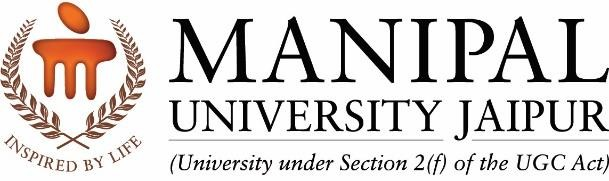 MANIPAL
UNIVERSITY JAIPUR
(University under Section 2(f) of the UGC Act)
INSPIRED BY LIFE